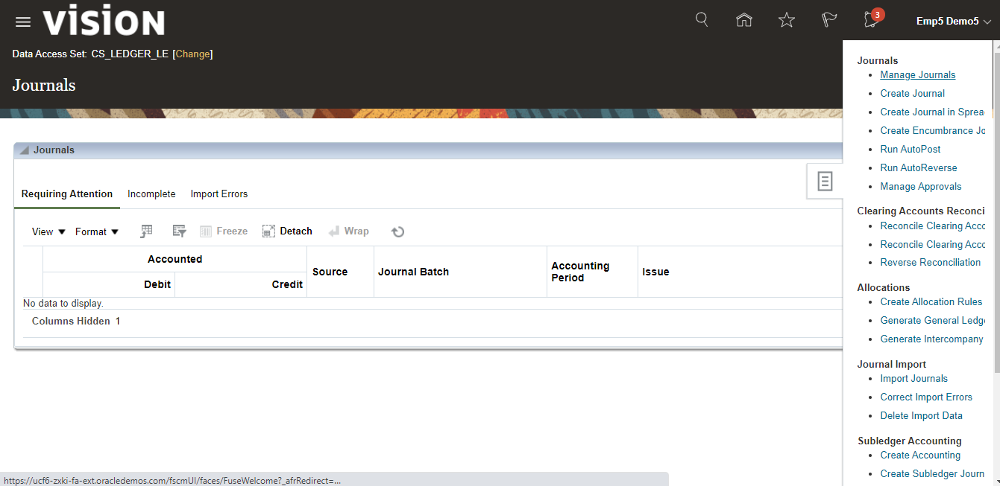 vision
3
Emp5 Demo5
Data Access Set: CS_LEDGER_LE [Change]
Journals
Journals
Requiring Attention Incomplete Import Errors
View Format Freeze Detach Wrap
Accounted
Debit Credit Source Journal Batch Accounting Period Issue
No data to display.
Columns Hidden 1
Journals
Manage Journals
Create Journal
Create Journal in Sprea
Create Encumbrance Jo
Run AutoPost
Run AutoReverse
Manage Approvals
Clearing Accounts Reconci
Reconcile Clearing Acco
Reconcile Clearing Acco
Reverse Reconciliation
Allocations
Create Allocation Rules
Generate General Ledge
Generate Intercompany
Journal Import
Import Journals
Correct Import Errors
Delete Import Data
Subledger Accounting
Create Accounting
Create Subledger Journ
https://ucf6-zxki-fa-ext.oracledemos.com/fscmUI/faces/FuseWelcome?_afrRedirect=...